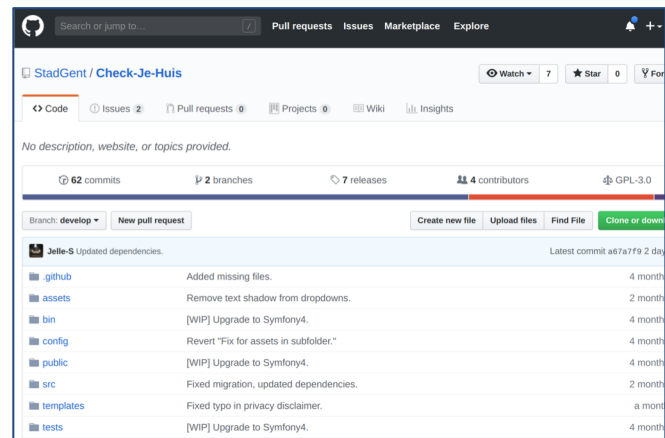 Search or jump to... / Pull requests Issues Marketplace Explore
StadGent / Check-Je-Huis Watch 7 Star 0 For
Code Issues 2 Pull requests 0 Projects 0 Wiki Insights
No description, website, or topics provided.
62 commits 2 branches 7 releases 4 contributors GPL-3.0
Branch: develop New pull request Create new file Upload files Find File Clone or down
Jelle-S Updated dependencies. Latest commit a67a7f9 2 day
.github Added missing files. 4 month
assets Remove text shadow from dropdowns. 2 month
bin [WIP] Upgrade to Symfony4. 4 month
config Revert "Fix for assets in subfolder." 4 month
public [WIP] Upgrade to Symfony4. 4 month
src Fixed migration, updated dependencies. 2 month
templates Fixed typo in privacy disclaimer. a mont
tests [WIP] Upgrade to Symfony4. 4 month